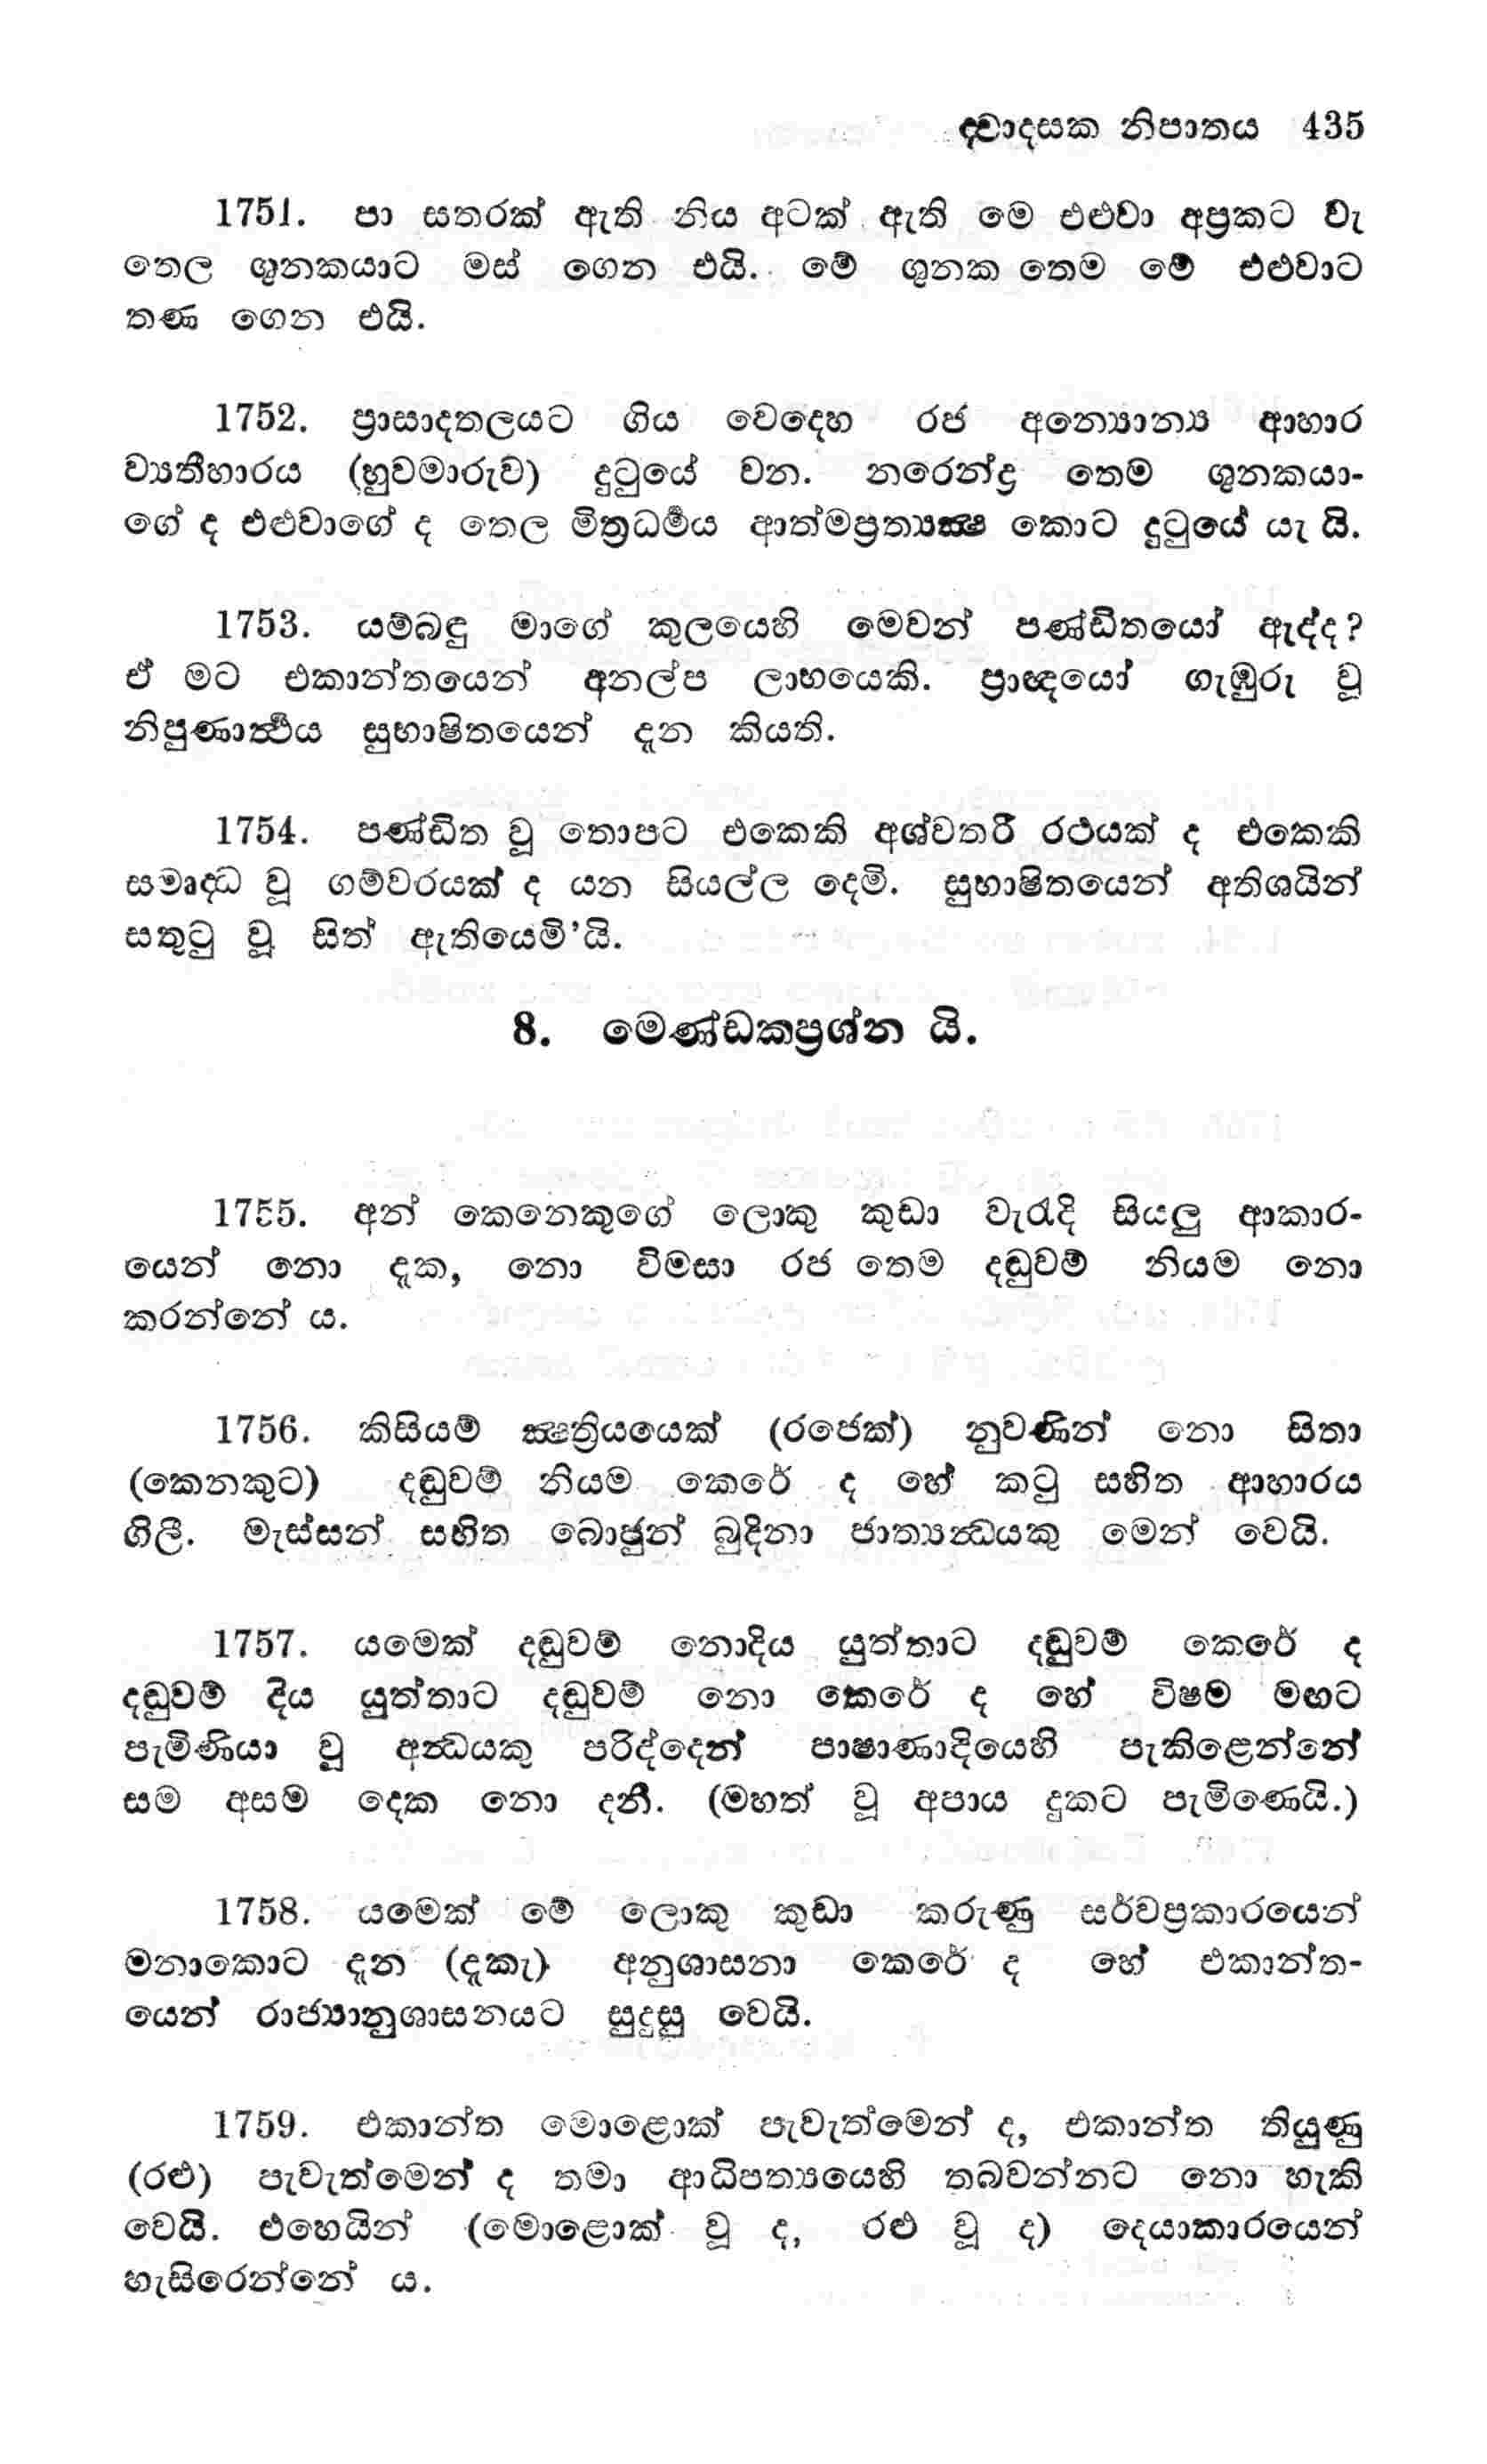 ද්වාදසක නිපාතය 435
1751. පා සතරක් ඇති නිය අටක් ඇති මෙ එළුවා අප්‍රකට වැ
තෙල ශුනකයාට මස් ගෙන එයි. මේ ශුනක තෙම මේ එළුවාට
තණ ගෙන එයි.
1752. ප්‍රාසාදතලයට ගිය වෙදෙහ රජ අන්‍යොන්‍ය ආහාර
ව්‍යතීහාරය (හුවමාරුව) දුටුයේ වන. නරෙන්ද්‍ර තෙම ශුනකයා-
ගේ ද එළුවාගේ ද තෙල මිත්‍රධර්‍මය ආත්මප්‍රත්‍යක්‍ෂ කොට දුටුයේ යැ යි.
1753. යම්බඳු මාගේ කුලයෙහි මෙවන් පණ්ඩිතයෝ ඇද්ද?
ඒ මට එකාන්තයෙන් අනල්ප ලාභයෙකි. ප්‍රාඥයෝ ගැඹුරු වූ
නිපුණාර්‍ත්‍ථය සුභාෂිතයෙන් දැන කියති.
1754. පණ්ඩිත වූ තොපට එකෙකි අශ්වතරී රථයක් ද එකෙකි
සමෘද්ධ වූ ගම්වරයක් ද යන සියල්ල දෙමි. සුභාෂිතයෙන් අතිශයින්
සතුටු වූ සිත් ඇතියෙමි’යි.
8. මෙණ්ඩකප්‍රශ්න යි.
1755. අන් කෙනෙකුගේ ලොකු කුඩා වැරැදි සියලු ආකාර-
යෙන් නො දැක, නො විමසා රජ තෙම දඬුවම් නියම නො
කරන්නේ ය.
1756. කිසියම් ක්‍ෂත්‍රියයෙක් (රජෙක්) නුවණින් නො සිතා
(කෙනකුට) දඬුවම් නියම කෙරේ ද හේ කටු සහිත ආහාරය
ගිලී. මැස්සන් සහිත බොජුන් බුදිනා ජාත්‍යන්‍ධයකු මෙන් වෙයි.
1757. යමෙක් දඬුවම් නොදිය යුත්තාට දඬුවම් කෙරේ ද
දඬුවම් දිය යුත්තාට දඬුවම් නො කෙරේ ද හේ විෂම මඟට
පැමිණියා වූ අන්‍ධයකු පරිද්දෙන් පාෂාණාදියෙහි පැකිළෙන්නේ
සම අසම දෙක නො දනී. (මහත් වූ අපාය දුකට පැමිණෙයි.)
1758. යමෙක් මේ ලොකු කුඩා කරුණු සර්වප්‍රකාරයෙන්
මනාකොට දැන (දැකැ) අනුශාසනා කෙරේ ද හේ එකාන්ත-
යෙන් රාජ්‍යානුශාසනයට සුදුසු වෙයි.
1759. එකාන්ත මොළොක් පැවැත්මෙන් ද, එකාන්ත තියුණු
(රළු) පැවැත්මෙන් ද තමා ආධිපත්‍යයෙහි තබවන්නට නො හැකි
වෙයි. එහෙයින් (මොළොක් වූ ද, රළු වූ ද) දෙයාකාරයෙන්
හැසිරෙන්නේ ය.